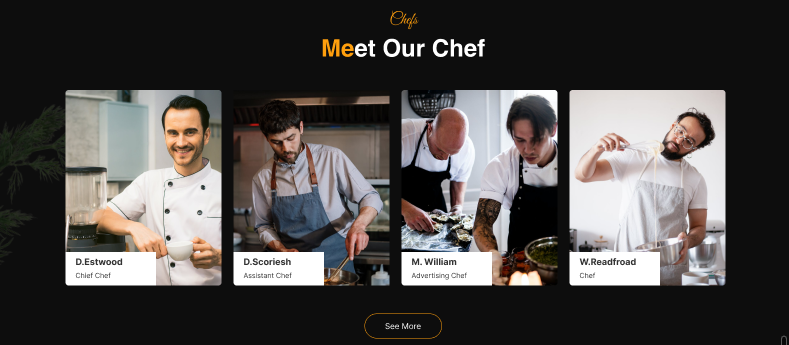 Chefs
Meet Our Chef
D.Estwood
Chief Chef
D.Scoriesh
Assistant Chef
M. William
Advertising Chef
W.Readfroad
Chef
See More